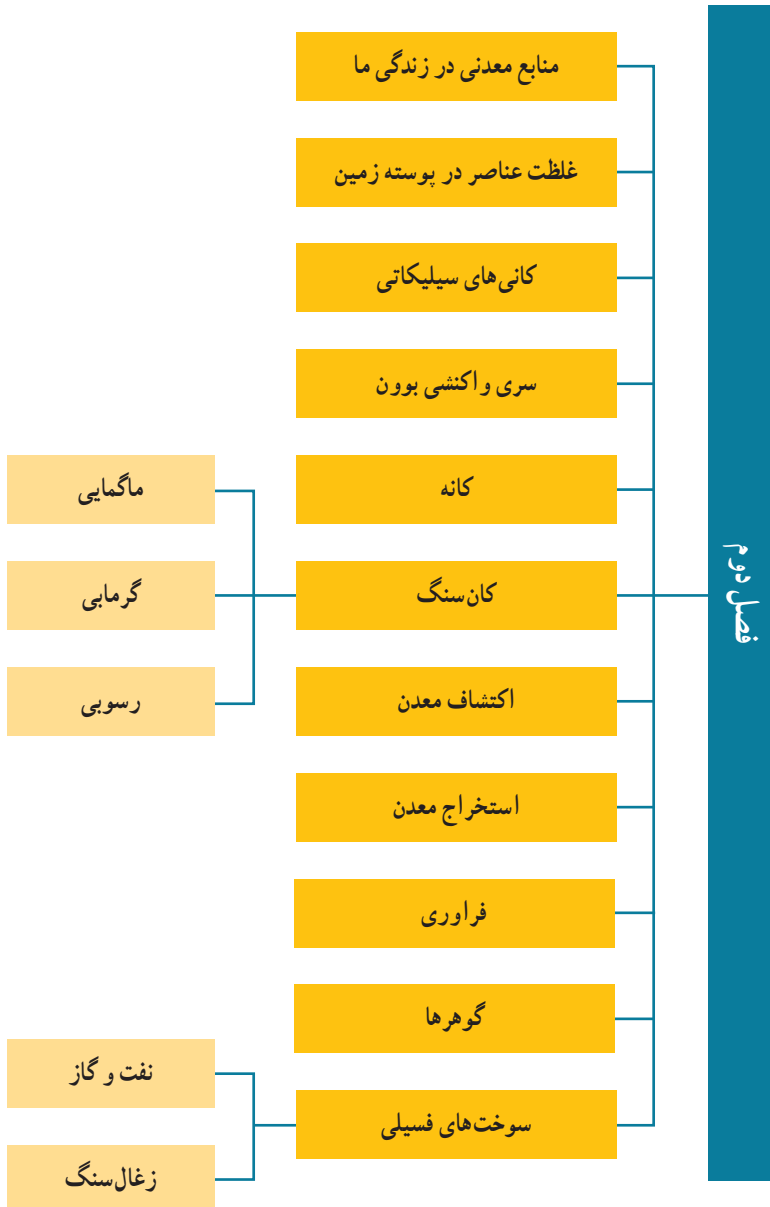 فصل دوم
منابع معدنی در زندگی ما
غلظت عناصر در پوسته زمین
کانی‌های سیلیکاتی
سری واکنشی بوون
کانه
کان‌سنگ
ماگمایی
گرمابی
رسوبی
اکتشاف معدن
استخراج معدن
فراوری
گوهرها
سوخت‌های فسیلی
نفت و گاز
زغال‌سنگ